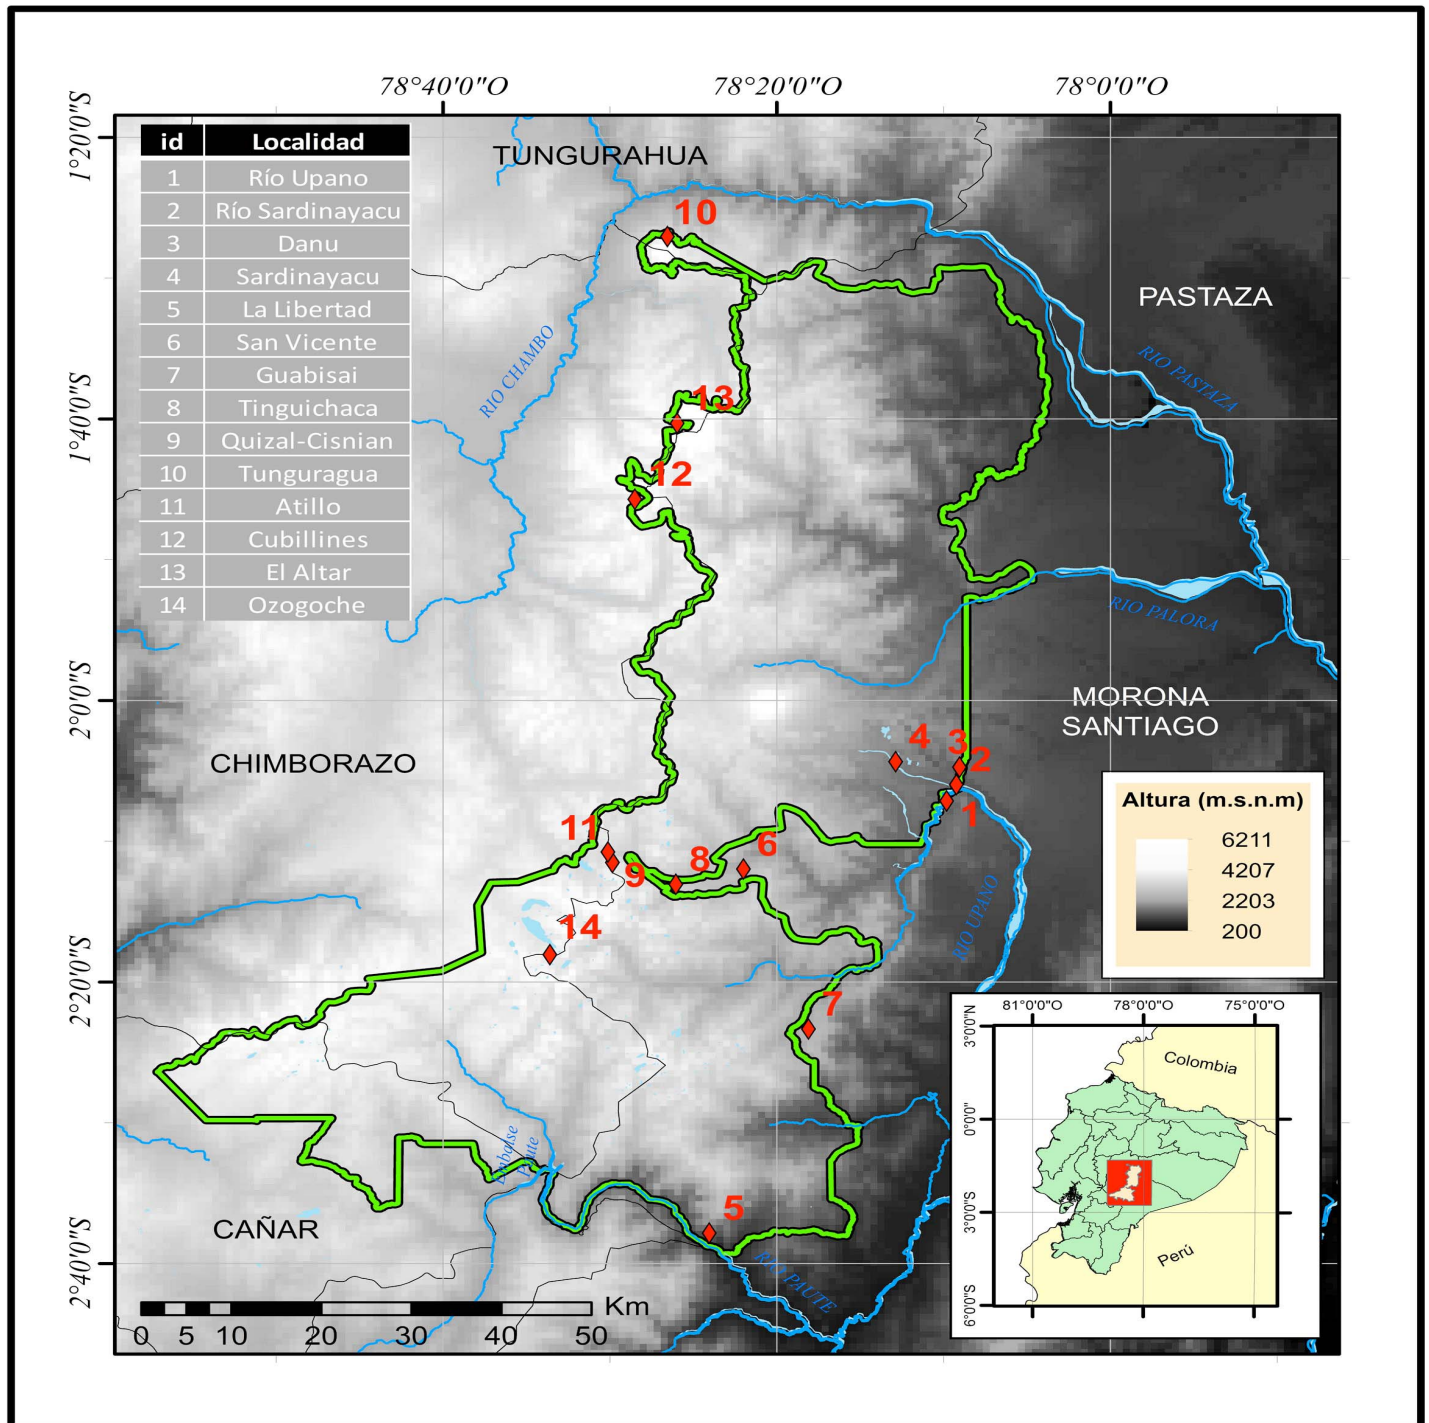 78°40'0"O 78°20'0"O 78°0'0"O
1°20'0"S
1°40'0"S
2°0'0"S
2°20'0"S
2°40'0"S
id Localidad
1 Río Upano
2 Río Sardinayacu
3 Danu
4 Sardinayacu
5 La Libertad
6 San Vicente
7 Guabisai
8 Tinguichaca
9 Quizal-Cisnian
10 Tunguragua
11 Atillo
12 Cubillines
13 El Altar
14 Ozogoche
TUNGURAHUA
10
PASTAZA
RIO CHAMBO
RIO PASTAZA
13
12
RIO PALORA
MORONA
SANTIAGO
4
3
2
1
CHIMBORAZO
11
6
8
9
14
RIO UPANO
7
Embalse
Paute
5
CAÑAR
RIO PAUTE
Km
0 5 10 20 30 40 50
Altura (m.s.n.m)
6211
4207
2203
200
81°0'0"O 78°0'0"O 75°0'0"O
3°0'0"N
0°0'0"
3°0'0"S
6°0'0"S
Colombia
Perú